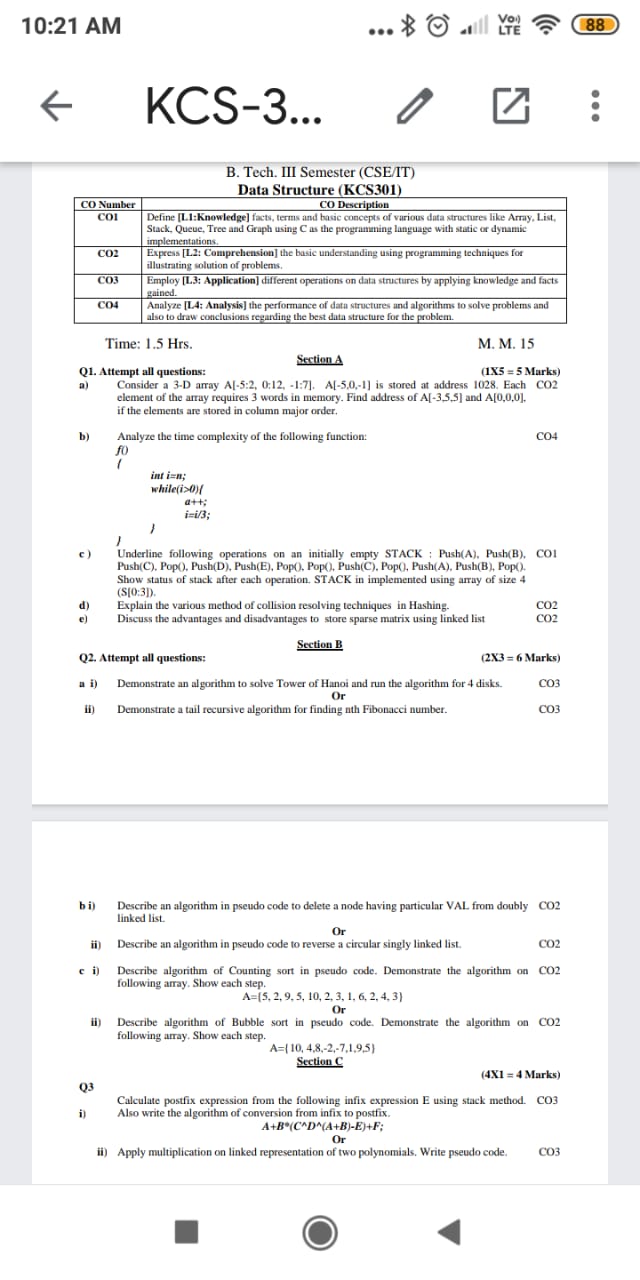 10:21 AM
Vo)) LTE
88
KCS-3...
B. Tech. III Semester (CSE/IT)
Data Structure (KCS301)
CO Number CO Description
CO1 Define [L1:Knowledge] facts, terms and basic concepts of various data structures like Array, List,
Stack, Queue, Tree and Graph using C as the programming language with static or dynamic
implementations.
CO2 Express [L2: Comprehension] the basic understanding using programming techniques for
illustrating solution of problems.
CO3 Employ [L3: Application] different operations on data structures by applying knowledge and facts
gained.
CO4 Analyze [L4: Analysis] the performance of data structures and algorithms to solve problems and
also to draw conclusions regarding the best data structure for the problem.
Time: 1.5 Hrs. M. M. 15
Section A
Q1. Attempt all questions: (1X5 = 5 Marks)
a) Consider a 3-D array A[-5:2, 0:12, -1:7]. A[-5,0,-1] is stored at address 1028. Each CO2
element of the array requires 3 words in memory. Find address of A[-3,5,5] and A[0,0,0],
if the elements are stored in column major order.
b) Analyze the time complexity of the following function: CO4
f()
{
int i=n;
while(i>0){
a++;
i=i/3;
}
}
c) Underline following operations on an initially empty STACK : Push(A), Push(B), CO1
Push(C), Pop(), Push(D), Push(E), Pop(), Pop(), Push(C), Pop(), Push(A), Push(B), Pop().
Show status of stack after each operation. STACK in implemented using array of size 4
(S[0:3]).
d) Explain the various method of collision resolving techniques in Hashing. CO2
e) Discuss the advantages and disadvantages to store sparse matrix using linked list CO2
Section B
Q2. Attempt all questions: (2X3 = 6 Marks)
a i) Demonstrate an algorithm to solve Tower of Hanoi and run the algorithm for 4 disks. CO3
Or
ii) Demonstrate a tail recursive algorithm for finding nth Fibonacci number. CO3
b i) Describe an algorithm in pseudo code to delete a node having particular VAL from doubly CO2
linked list.
Or
ii) Describe an algorithm in pseudo code to reverse a circular singly linked list. CO2
c i) Describe algorithm of Counting sort in pseudo code. Demonstrate the algorithm on CO2
following array. Show each step.
A={5, 2, 9, 5, 10, 2, 3, 1, 6, 2, 4, 3}
Or
ii) Describe algorithm of Bubble sort in pseudo code. Demonstrate the algorithm on CO2
following array. Show each step.
A={10, 4,8,-2,-7,1,9,5}
Section C
(4X1 = 4 Marks)
Q3
Calculate postfix expression from the following infix expression E using stack method. CO3
i) Also write the algorithm of conversion from infix to postfix.
A+B*(C^D^(A+B)-E)+F;
Or
ii) Apply multiplication on linked representation of two polynomials. Write pseudo code. CO3